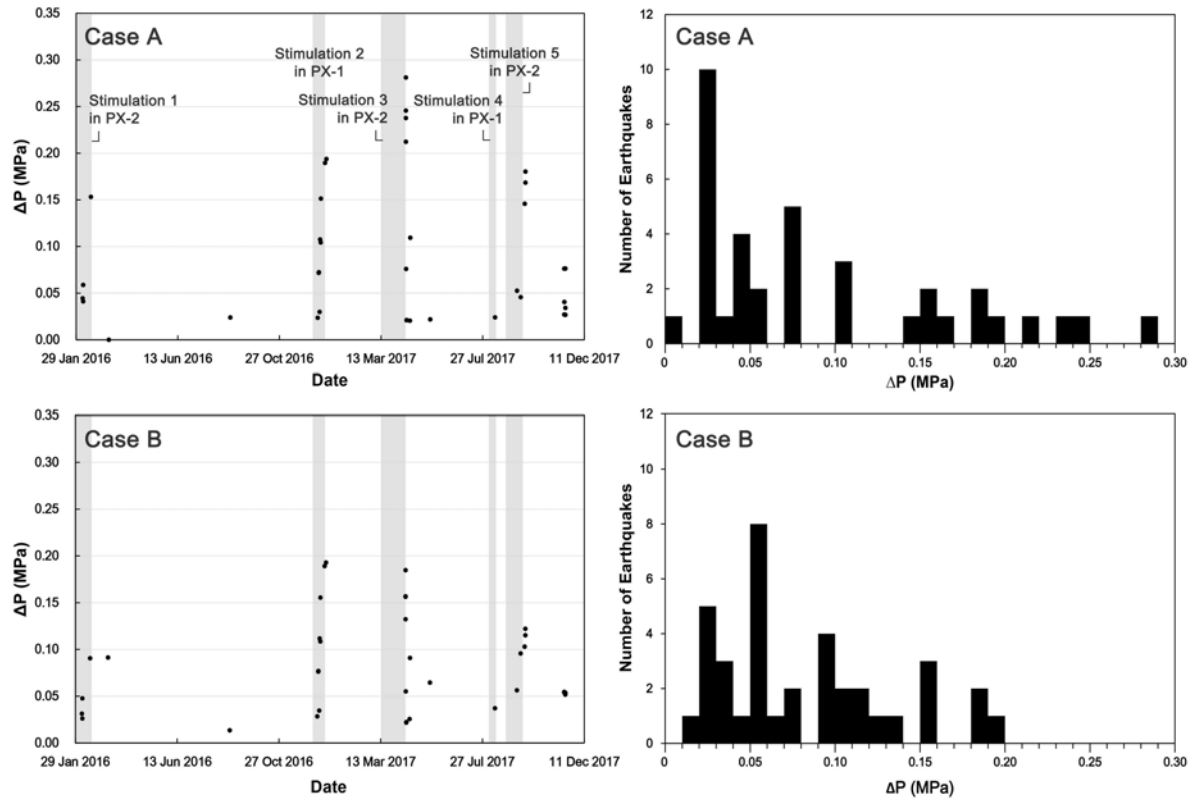 Case A
Stimulation 1
in PX-2
Stimulation 2
in PX-1
Stimulation 3
in PX-2
Stimulation 4
in PX-1
Stimulation 5
in PX-2
0.35
0.30
0.25
0.20
0.15
0.10
0.05
0.00
ΔP (MPa)
29 Jan 2016
13 Jun 2016
27 Oct 2016
13 Mar 2017
27 Jul 2017
11 Dec 2017
Date
Case A
12
10
8
6
4
2
0
Number of Earthquakes
0
0.05
0.10
0.15
0.20
0.25
0.30
ΔP (MPa)
Case B
0.35
0.30
0.25
0.20
0.15
0.10
0.05
0.00
ΔP (MPa)
29 Jan 2016
13 Jun 2016
27 Oct 2016
13 Mar 2017
27 Jul 2017
11 Dec 2017
Date
Case B
12
10
8
6
4
2
0
Number of Earthquakes
0
0.05
0.10
0.15
0.20
0.25
0.30
ΔP (MPa)